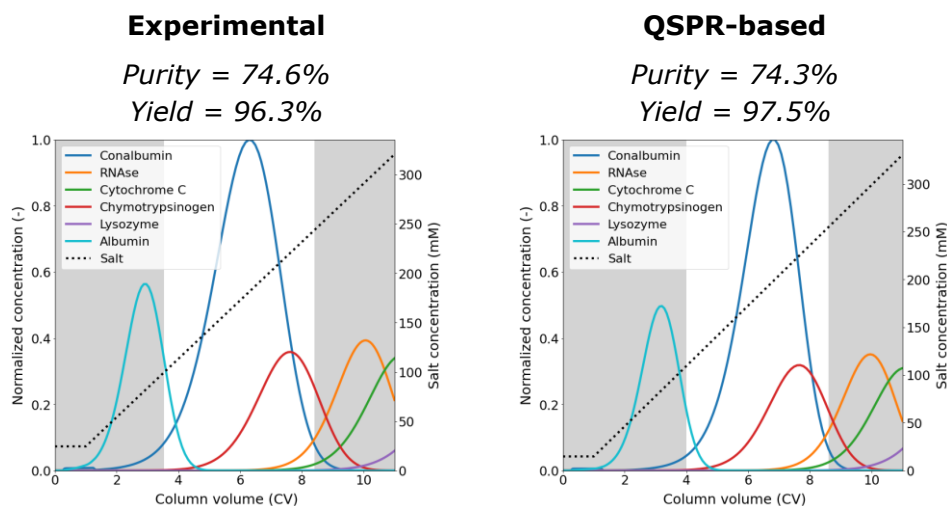 Experimental
Purity = 74.6%
Yield = 96.3%
1.0
0.8
0.6
0.4
0.2
0.0
Normalized concentration (-)
Conalbumin
RNAse
Cytochrome C
Chymotrypsinogen
Lysozyme
Albumin
Salt
300
250
200
150
100
50
0
Salt concentration (mM)
0 2 4 6 8 10
Column volume (CV)
QSPR-based
Purity = 74.3%
Yield = 97.5%
1.0
0.8
0.6
0.4
0.2
0.0
Normalized concentration (-)
Conalbumin
RNAse
Cytochrome C
Chymotrypsinogen
Lysozyme
Albumin
Salt
300
250
200
150
100
50
0
Salt concentration (mM)
0 2 4 6 8 10
Column volume (CV)